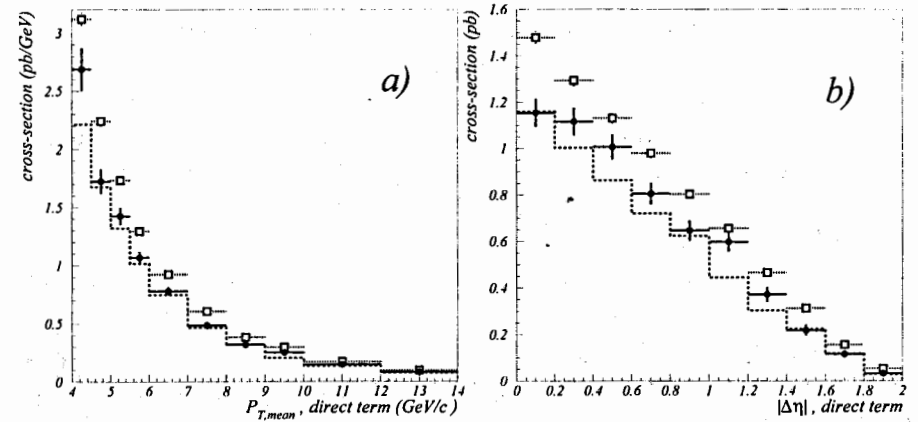 cross-section (pb/GeV)
3
2.5
2
1.5
1
0.5
0
4 5 6 7 8 9 10 11 12 13 14
P_T,mean , direct term (GeV/c )
a)
cross-section (pb)
1.6
1.4
1.2
1
0.8
0.6
0.4
0.2
0
0 0.2 0.4 0.6 0.8 1 1.2 1.4 1.6 1.8 2
|Δη| , direct term
b)